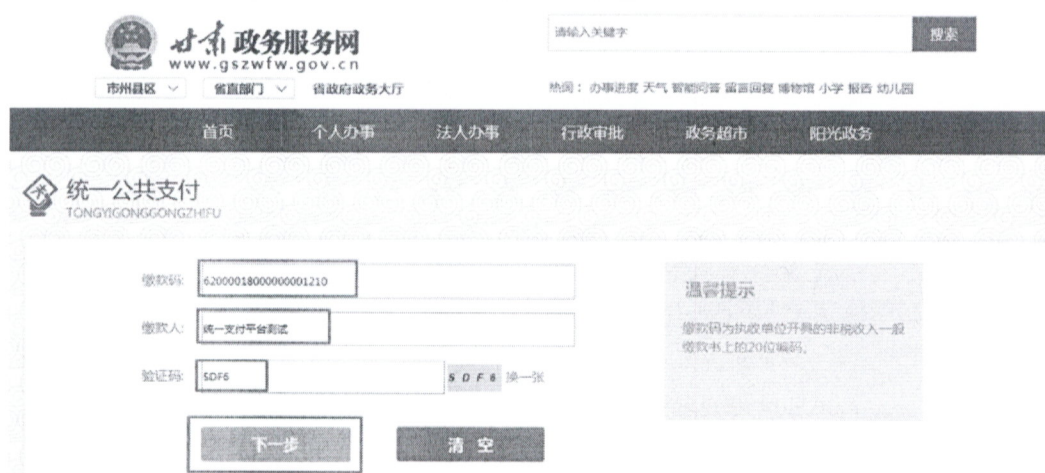 甘肃政务服务网
www.gszwfw.gov.cn
请输入关键字
搜索
市州县区 省直部门 省政府政务大厅
热词： 办事进度 天气 智能问答 留言回复 博物馆 小学 报告 幼儿园
首页 个人办事 法人办事 行政审批 政务超市 阳光政务
统一公共支付
TONGYIGONGGONGZHIFU
缴款码: 62000018000000001210
缴款人: 统一支付平台测试
验证码: SDF6 SDF6 换一张
下一步 清空
温馨提示
缴款码为执收单位开具的非税收入一般
缴款书上的20位编码。